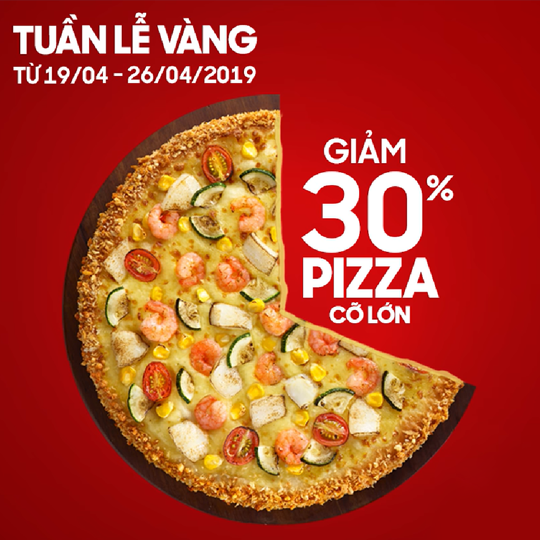 TUẦN LỄ VÀNG
TỪ 19/04 - 26/04/2019
GIẢM
30%
PIZZA
CỠ LỚN